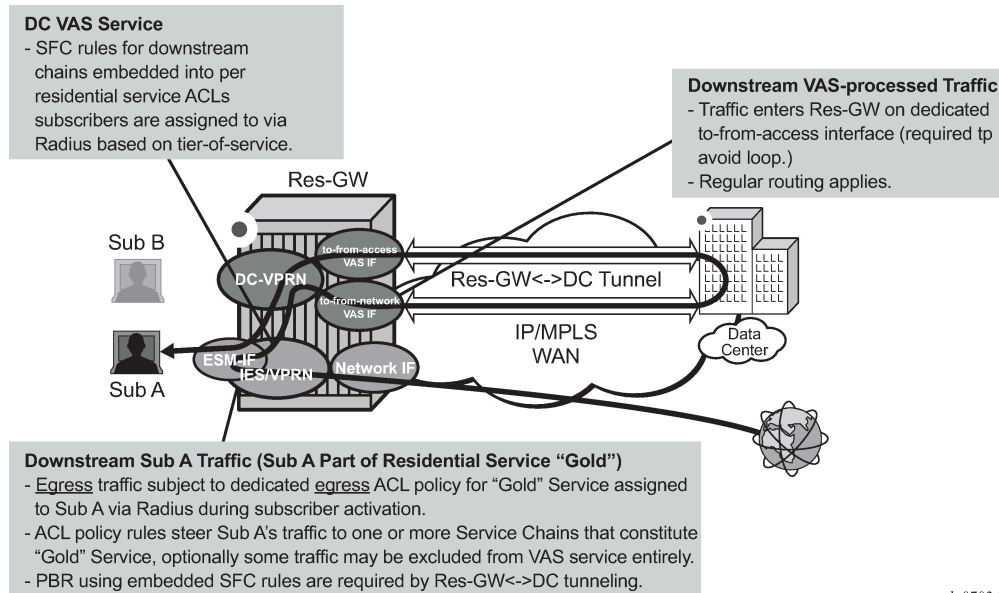 DC VAS Service
- SFC rules for downstream
chains embedded into per
residential service ACLs
subscribers are assigned to via
Radius based on tier-of-service.
Downstream VAS-processed Traffic
- Traffic enters Res-GW on dedicated
to-from-access interface (required tp
avoid loop.)
- Regular routing applies.
Res-GW
Sub B
to-from-access
VAS IF
DC-VPRN
Res-GW<->DC Tunnel
to-from-network
VAS IF
IP/MPLS
WAN
Data
Center
ESM-IF
IES/VPRN
Network IF
Sub A
Downstream Sub A Traffic (Sub A Part of Residential Service “Gold”)
- Egress traffic subject to dedicated egress ACL policy for “Gold” Service assigned
to Sub A via Radius during subscriber activation.
- ACL policy rules steer Sub A’s traffic to one or more Service Chains that constitute
“Gold” Service, optionally some traffic may be excluded from VAS service entirely.
- PBR using embedded SFC rules are required by Res-GW<->DC tunneling.